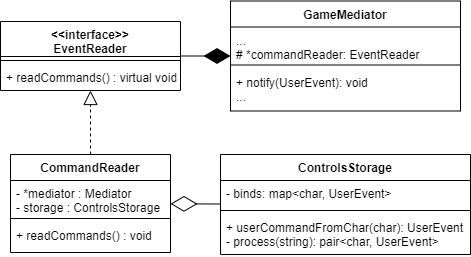 <<interface>>
EventReader
+ readCommands() : virtual void
GameMediator
...
# *commandReader: EventReader
+ notify(UserEvent): void
...
CommandReader
- *mediator : Mediator
- storage : ControlsStorage
+ readCommands() : void
ControlsStorage
- binds: map<char, UserEvent>
+ userCommandFromChar(char): UserEvent
- process(string): pair<char, UserEvent>